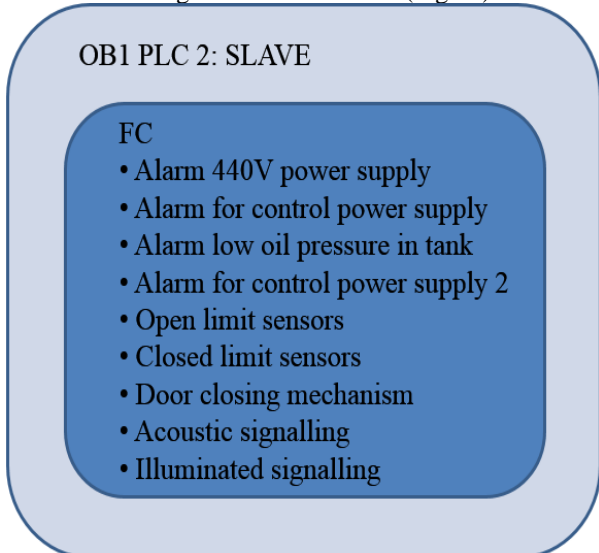 OB1 PLC 2: SLAVE
FC
• Alarm 440V power supply
• Alarm for control power supply
• Alarm low oil pressure in tank
• Alarm for control power supply 2
• Open limit sensors
• Closed limit sensors
• Door closing mechanism
• Acoustic signalling
• Illuminated signalling